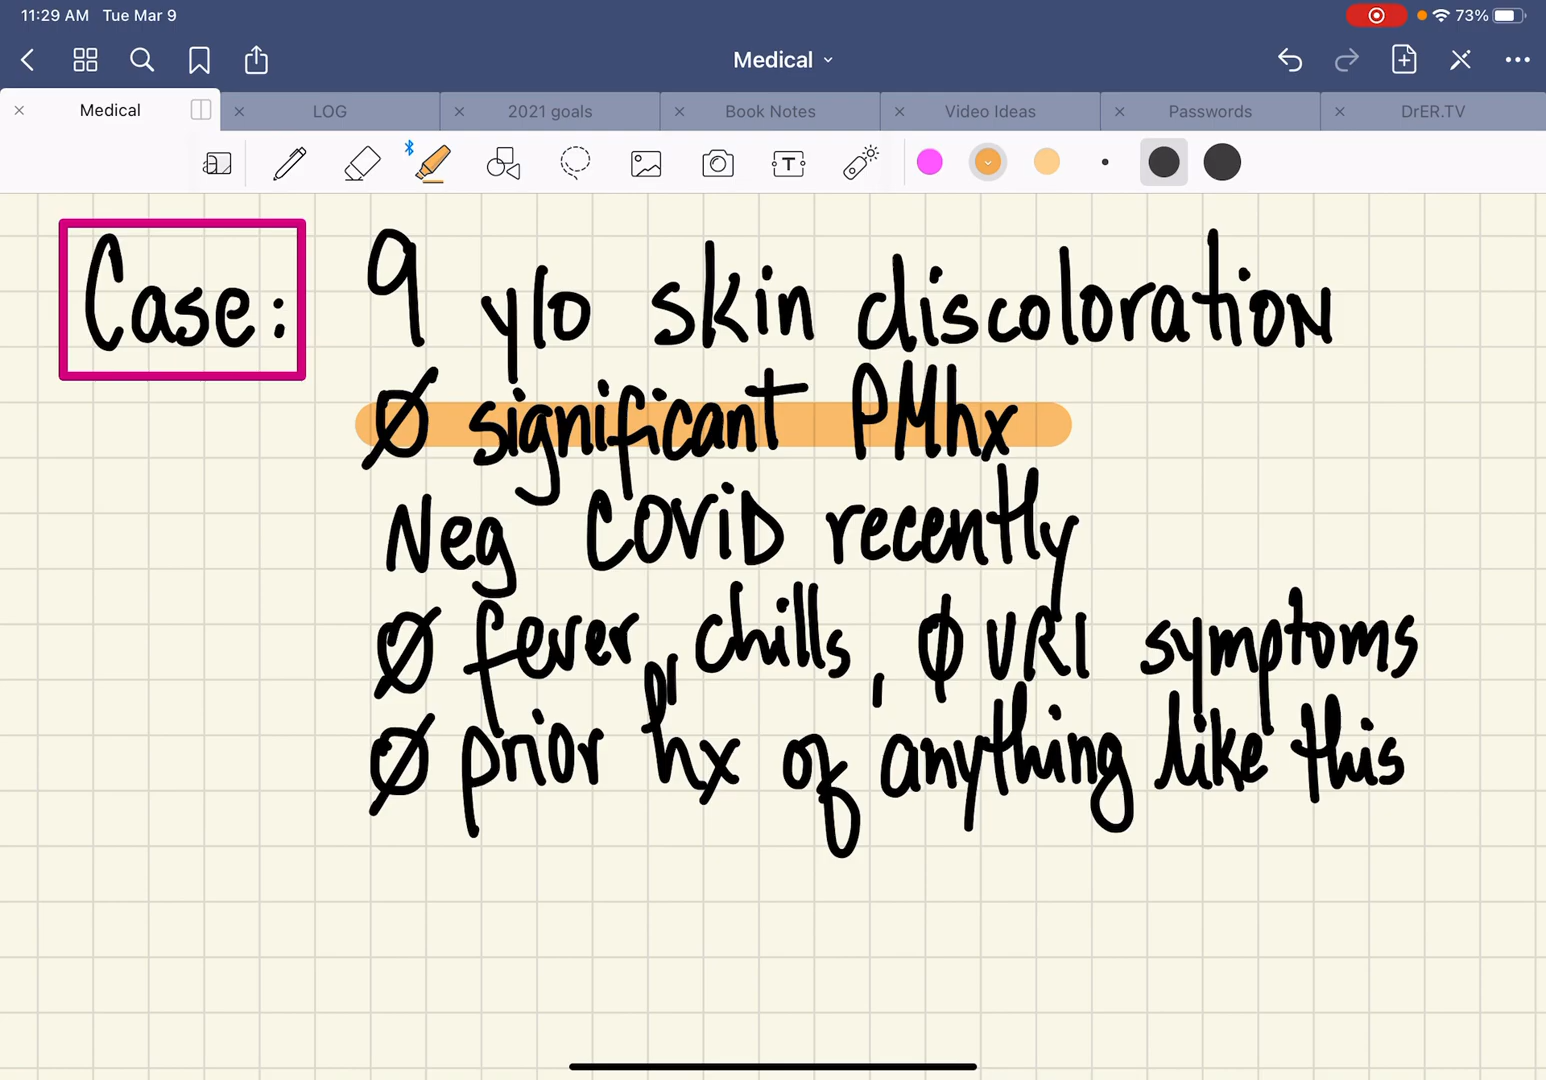 11:29 AM Tue Mar 9
73%
Medical
Medical
LOG
2021 goals
Book Notes
Video Ideas
Passwords
DrER.TV
Case: 9 y/o skin discoloration
Ø significant PMhx
Neg COVID recently
Ø fever, chills, Ø URI symptoms
Ø prior hx of anything like this